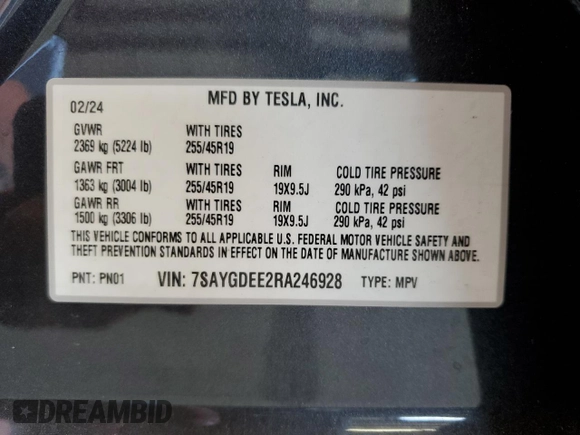 MFD BY TESLA, INC.
02/24
GVWR WITH TIRES
2369 kg (5224 lb) 255/45R19
GAWR FRT WITH TIRES RIM COLD TIRE PRESSURE
1363 kg (3004 lb) 255/45R19 19X9.5J 290 kPa, 42 psi
GAWR RR WITH TIRES RIM COLD TIRE PRESSURE
1500 kg (3306 lb) 255/45R19 19X9.5J 290 kPa, 42 psi
THIS VEHICLE CONFORMS TO ALL APPLICABLE U.S. FEDERAL MOTOR VEHICLE SAFETY AND
THEFT PREVENTION STANDARDS IN EFFECT ON THE DATE OF MANUFACTURE SHOWN ABOVE.
PNT: PN01 VIN: 7SAYGDEE2RA246928 TYPE: MPV
DREAMBID